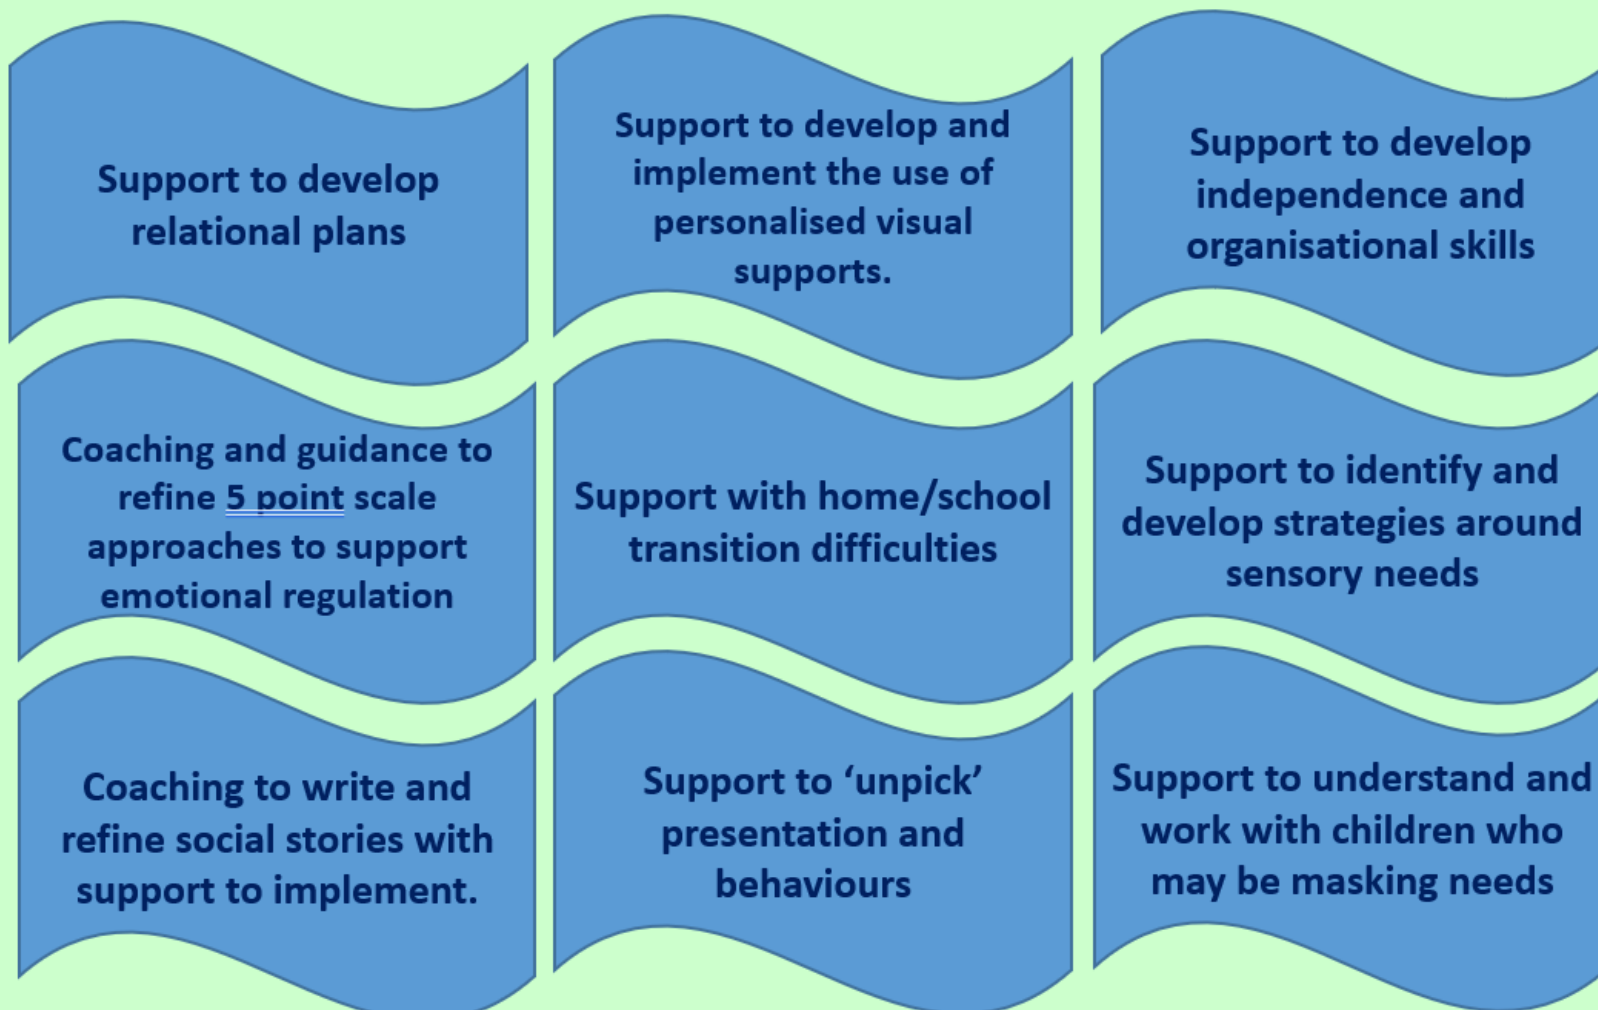 Support to develop
relational plans
Support to develop and
implement the use of
personalised visual
supports.
Support to develop
independence and
organisational skills
Coaching and guidance to
refine 5 point scale
approaches to support
emotional regulation
Support with home/school
transition difficulties
Support to identify and
develop strategies around
sensory needs
Coaching to write and
refine social stories with
support to implement.
Support to ‘unpick’
presentation and
behaviours
Support to understand and
work with children who
may be masking needs